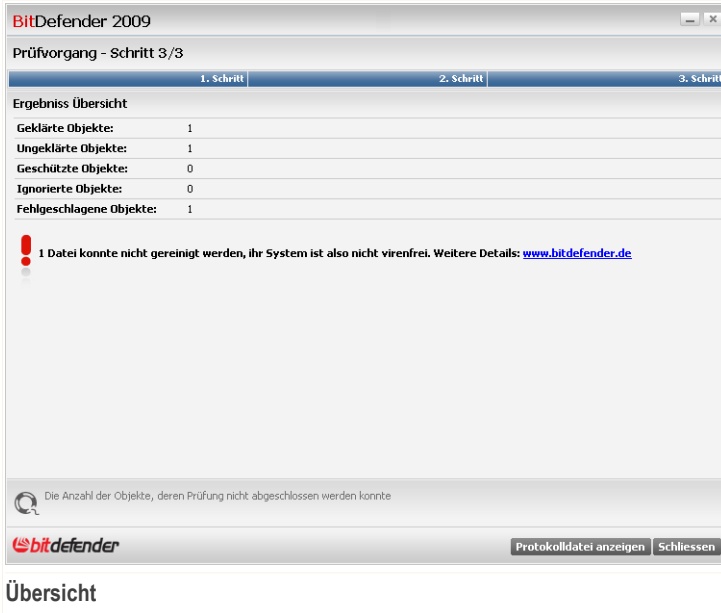 BitDefender 2009
Prüfvorgang - Schritt 3/3
1. Schritt 2. Schritt 3. Schritt
Ergebniss Übersicht
Geklärte Objekte: 1
Ungeklärte Objekte: 1
Geschützte Objekte: 0
Ignorierte Objekte: 0
Fehlgeschlagene Objekte: 1
1 Datei konnte nicht gereinigt werden, ihr System ist also nicht virenfrei. Weitere Details: www.bitdefender.de
Die Anzahl der Objekte, deren Prüfung nicht abgeschlossen werden konnte
bitdefender
Protokolldatei anzeigen Schliessen
Übersicht